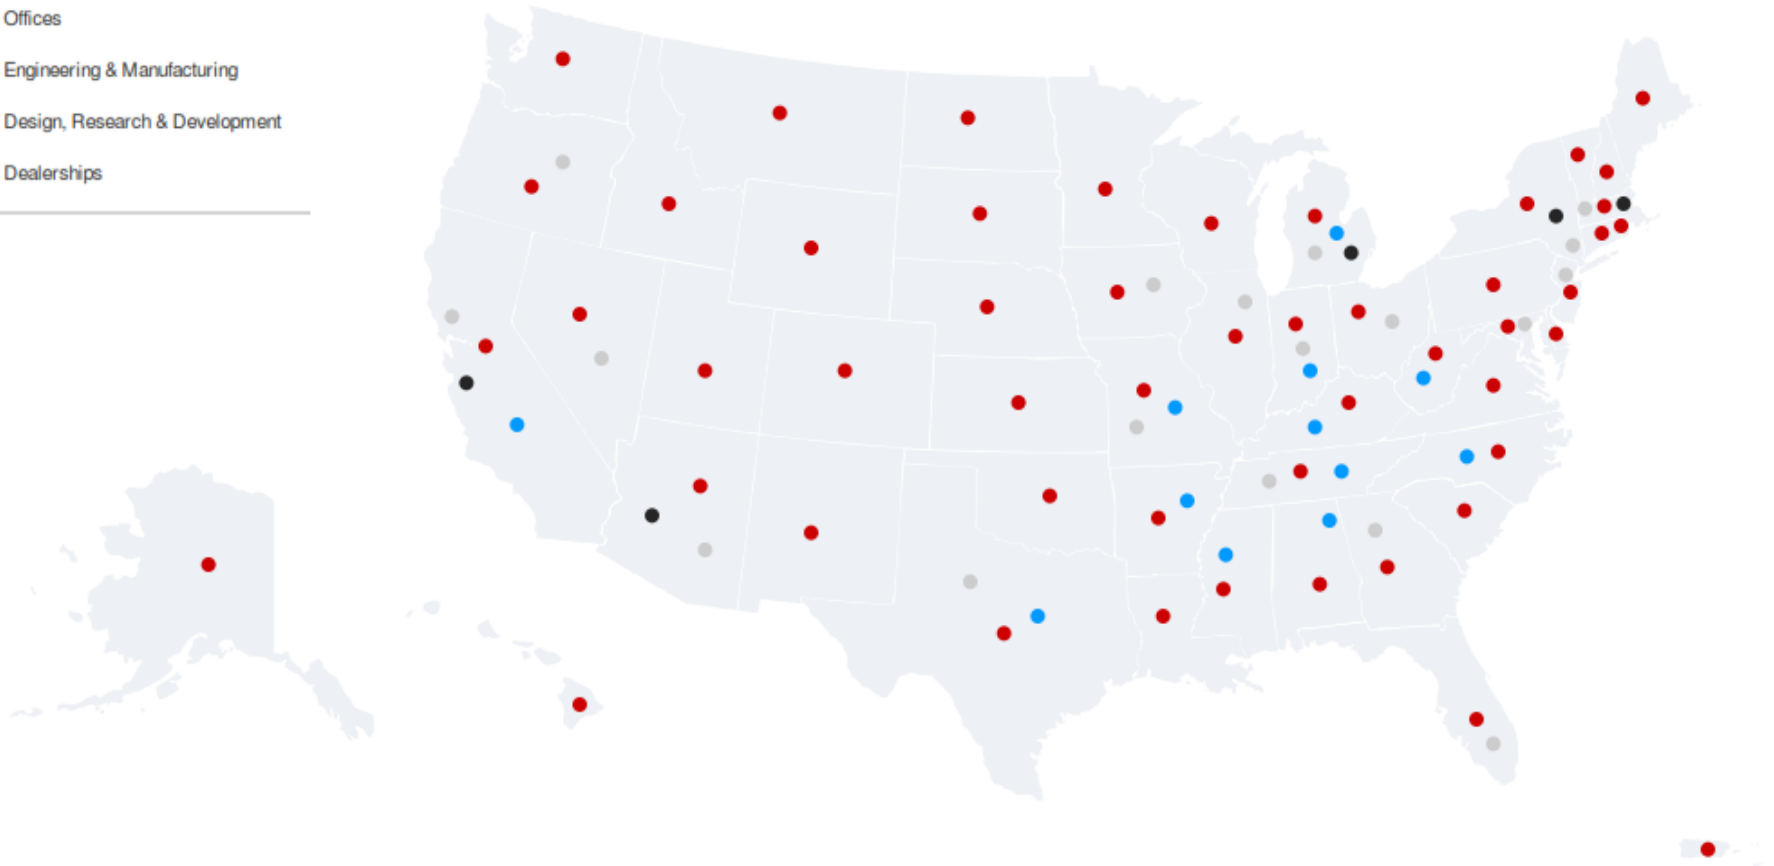 Offices
Engineering & Manufacturing
Design, Research & Development
Dealerships